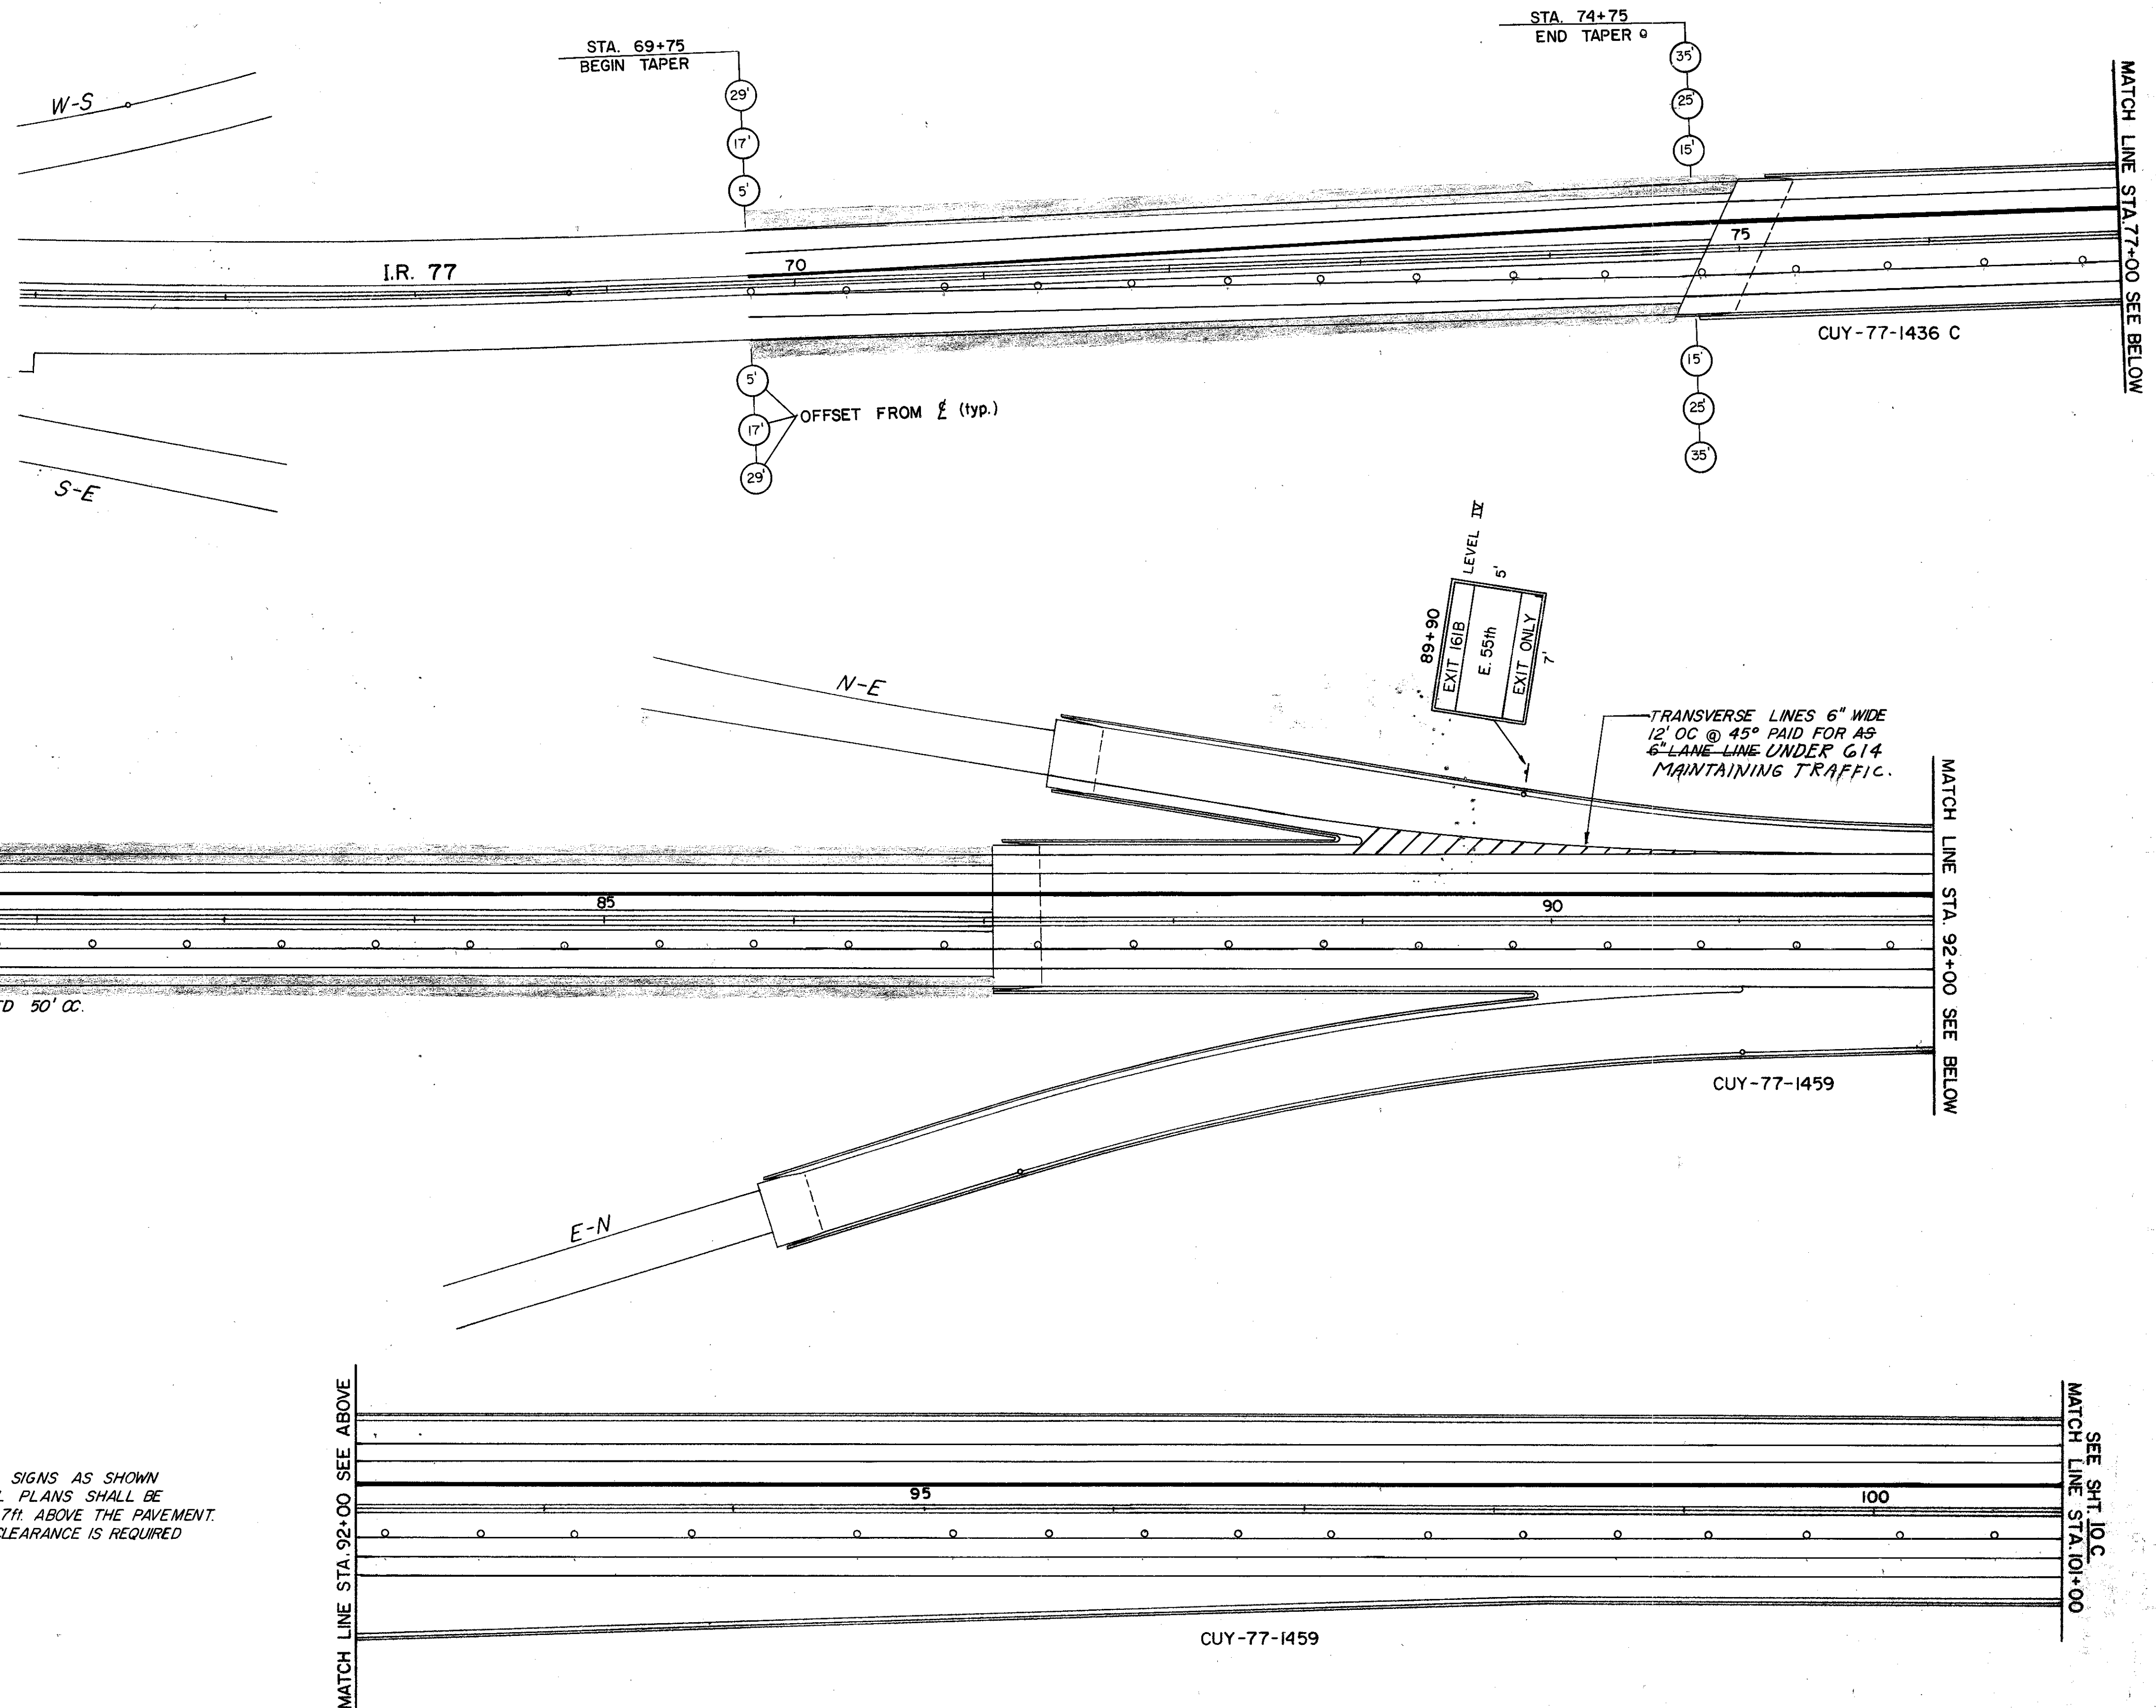 STA. 69+75
BEGIN TAPER
29'
17'
5'
STA. 74+75
END TAPER
35'
25'
15'
W-S
I.R. 77
70
75
CUY-77-1436 C
MATCH LINE STA. 77+00 SEE BELOW
5'
17'
29'
OFFSET FROM ℄ (typ.)
15'
25'
35'
S-E
LEVEL IV
5'
89+90
EXIT 161B
E. 55th
EXIT ONLY
7'
N-E
TRANSVERSE LINES 6" WIDE
12' OC @ 45° PAID FOR AS
6" LANE LINE UNDER 614
MAINTAINING TRAFFIC.
85
90
MATCH LINE STA. 92+00 SEE BELOW
TD 50' OC.
CUY-77-1459
E-N
MATCH LINE STA. 92+00 SEE ABOVE
SIGNS AS SHOWN
PLANS SHALL BE
7ft. ABOVE THE PAVEMENT.
CLEARANCE IS REQUIRED
95
100
CUY-77-1459
MATCH LINE STA. 101+00
SEE SHT. 10C